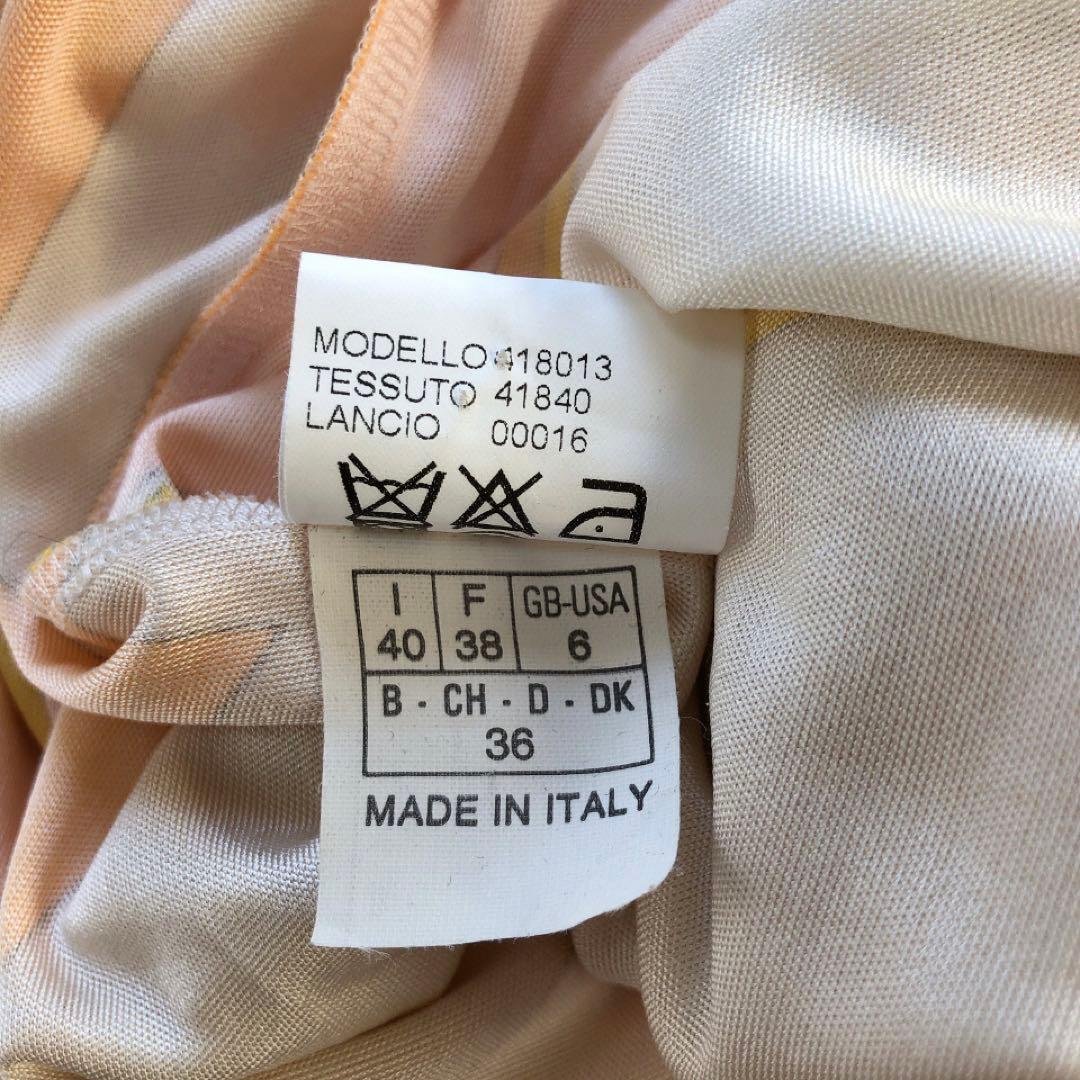 MODELLO 418013
TESSUTO 41840
LANCIO 00016
I F GB-USA
40 38 6
B - CH - D - DK
36
MADE IN ITALY